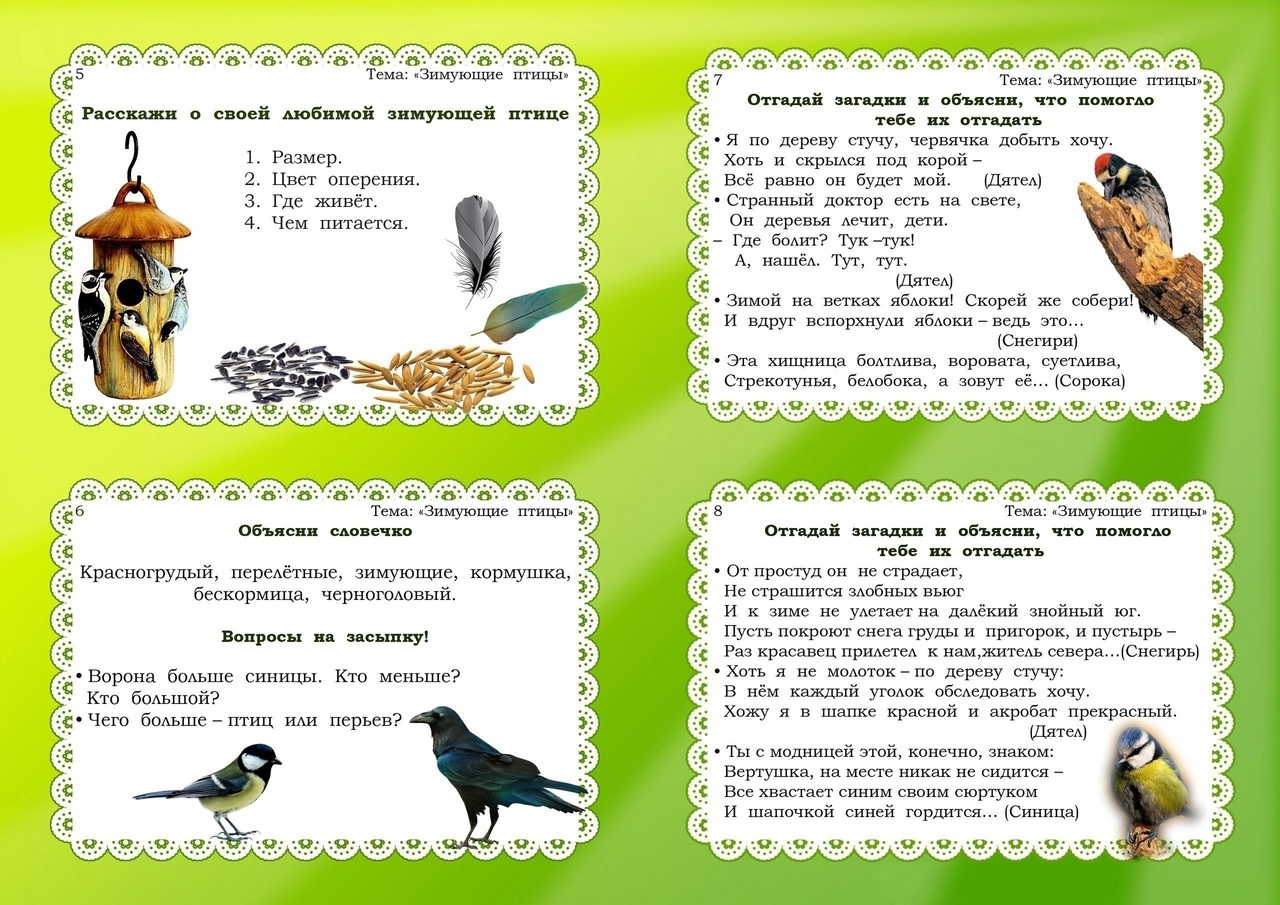 5
Тема: «Зимующие птицы»
Расскажи о своей любимой зимующей птице
1. Размер.
2. Цвет оперения.
3. Где живёт.
4. Чем питается.
6
Тема: «Зимующие птицы»
Объясни словечко
Красногрудый, перелётные, зимующие, кормушка,
бескормица, черноголовый.
Вопросы на засыпку!
• Ворона больше синицы. Кто меньше?
Кто большой?
• Чего больше – птиц или перьев?
7
Тема: «Зимующие птицы»
Отгадай загадки и объясни, что помогло
тебе их отгадать
• Я по дереву стучу, червячка добыть хочу.
Хоть и скрылся под корой –
Всё равно он будет мой. (Дятел)
• Странный доктор есть на свете,
Он деревья лечит, дети.
– Где болит? Тук –тук!
А, нашёл. Тут, тут.
(Дятел)
• Зимой на ветках яблоки! Скорей же собери!
И вдруг вспорхнули яблоки – ведь это...
(Снегири)
• Эта хищница болтлива, воровата, суетлива,
Стрекотунья, белобока, а зовут её... (Сорока)
8
Тема: «Зимующие птицы»
Отгадай загадки и объясни, что помогло
тебе их отгадать
• От простуд он не страдает,
Не страшится злобных вьюг
И к зиме не улетает на далёкий знойный юг.
Пусть покроют снега груды и пригорок, и пустырь –
Раз красавец прилетел к нам,житель севера...(Снегирь)
• Хоть я не молоток – по дереву стучу:
В нём каждый уголок обследовать хочу.
Хожу я в шапке красной и акробат прекрасный.
(Дятел)
• Ты с модницей этой, конечно, знаком:
Вертушка, на месте никак не сидится –
Все хвастает синим своим сюртуком
И шапочкой синей гордится... (Синица)